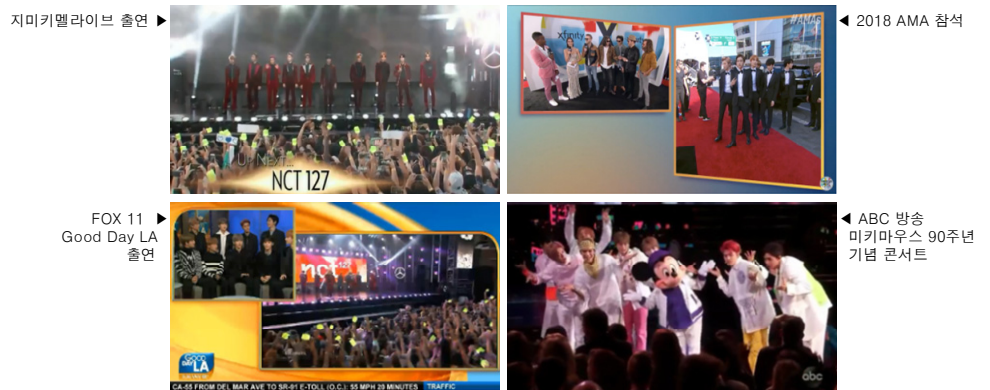 지미키멜라이브 출연 ▶
◀ 2018 AMA 참석
#AMAs
xfinity
UP NEXT...
NCT 127
FOX 11 ▶
Good Day LA
출연
◀ ABC 방송
미키마우스 90주년
기념 콘서트
nct127
GOOD
DAY LA
CA-55 FROM DEL MAR AVE TO SR-91 E-TOLL (O.C.): 55 MPH 20 MINUTES
TRAFFIC
abc